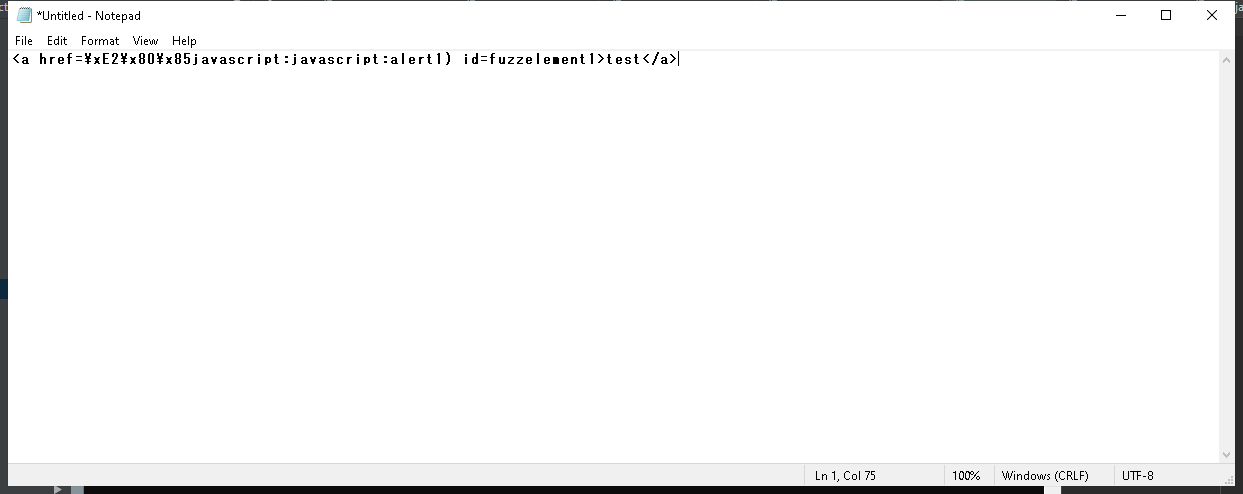 *Untitled - Notepad
File Edit Format View Help
<a href=¥xE2¥x80¥x85javascript:javascript:alert1) id=fuzzelement1>test</a>
Ln 1, Col 75 100% Windows (CRLF) UTF-8